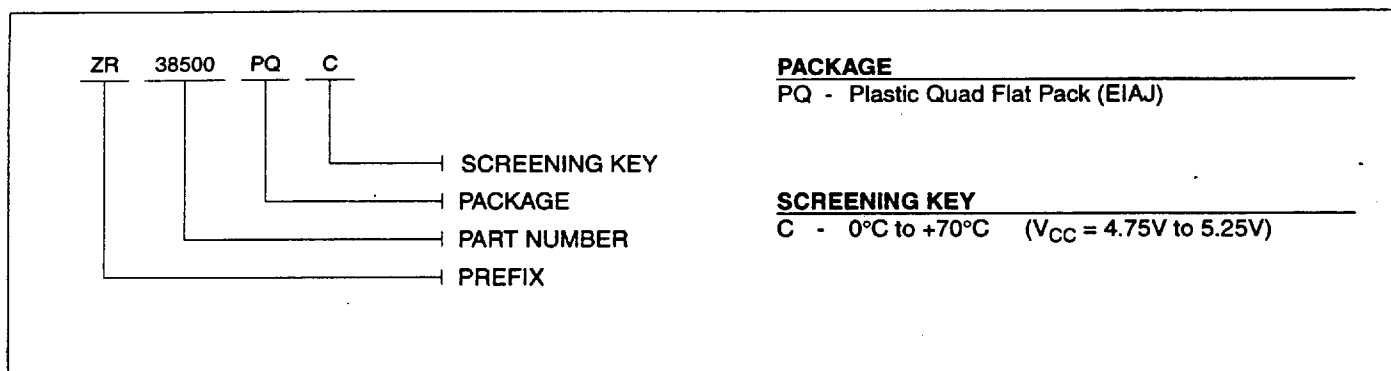 ZR 38500 PQ C
SCREENING KEY
PACKAGE
PART NUMBER
PREFIX
PACKAGE
PQ - Plastic Quad Flat Pack (EIAJ)
SCREENING KEY
C - 0°C to +70°C (VCC = 4.75V to 5.25V)